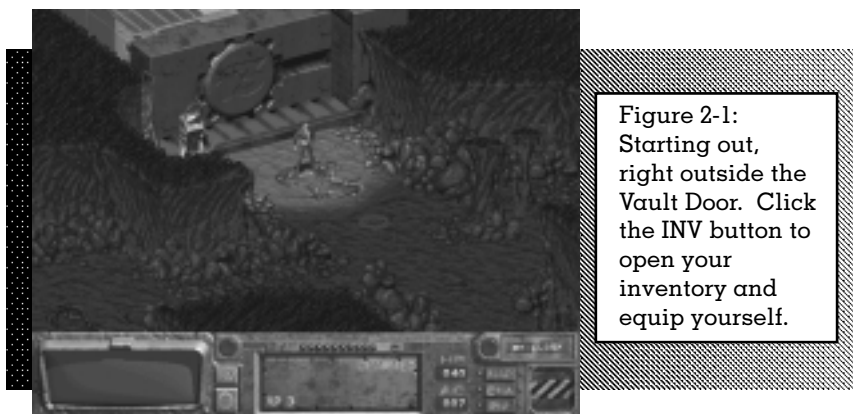 Figure 2-1:
Starting out,
right outside the
Vault Door. Click
the INV button to
open your
inventory and
equip yourself.